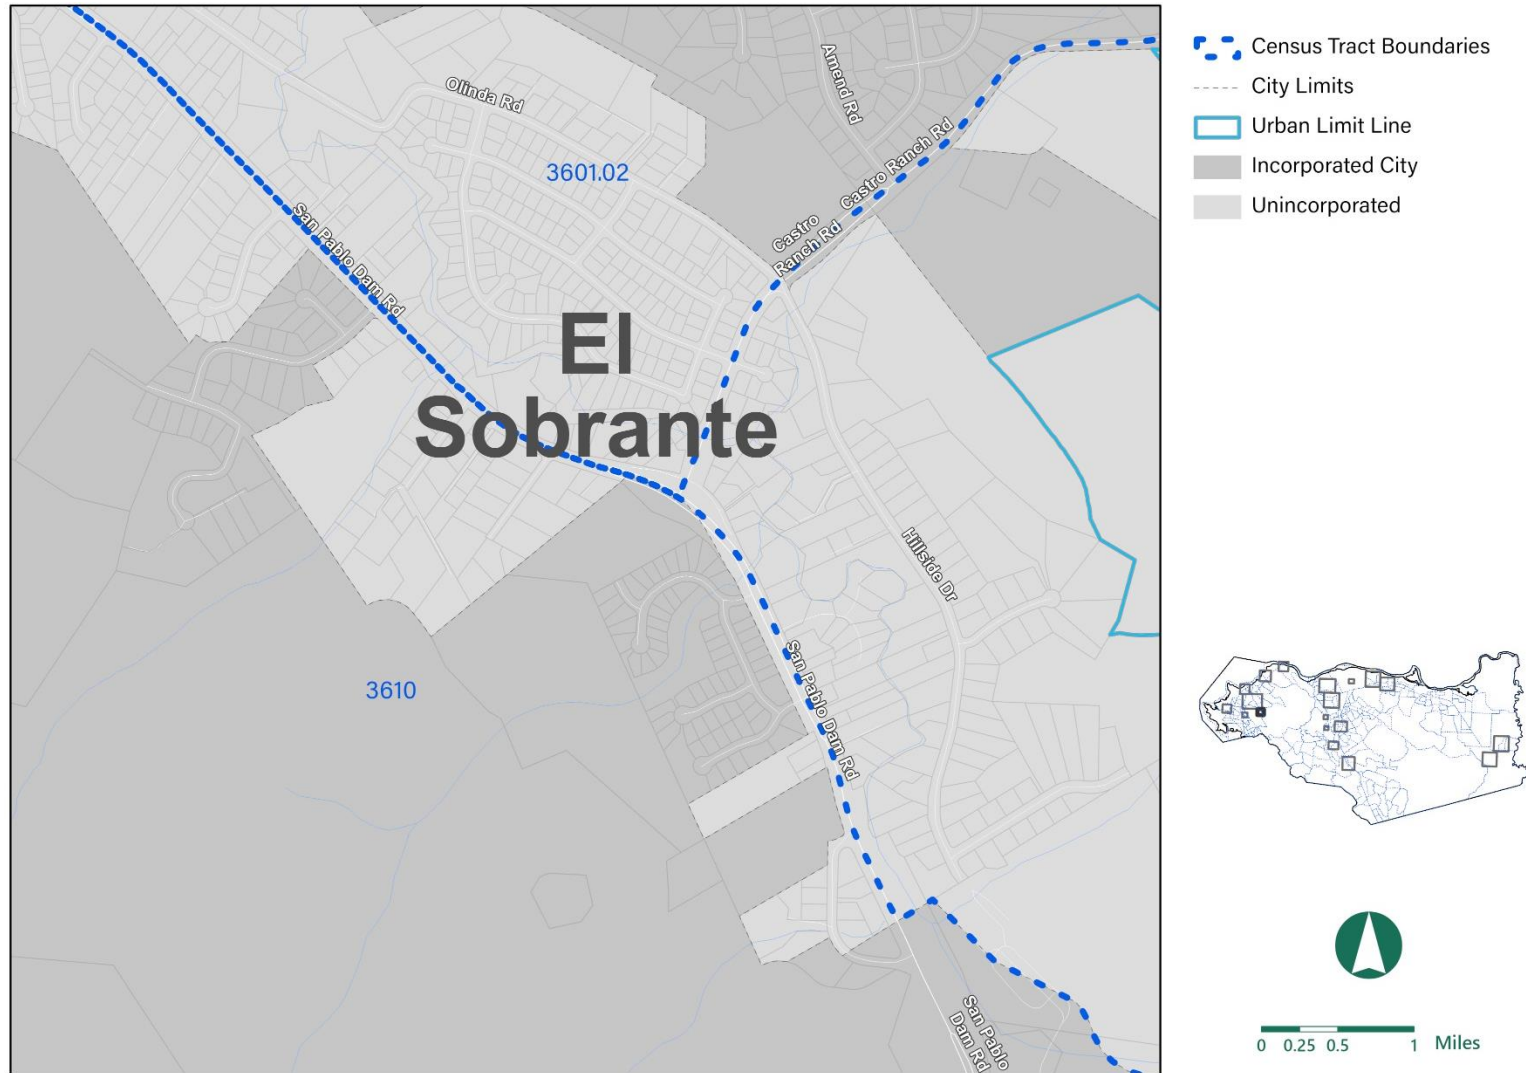 Olinda Rd
Amend Rd
Castro Ranch Rd
3601.02
Castro
Ranch Rd
San Pablo Dam Rd
El
Sobrante
Hillside Dr
3610
San Pablo Dam Rd
San Pablo
Dam Rd
Census Tract Boundaries
City Limits
Urban Limit Line
Incorporated City
Unincorporated
0 0.25 0.5 1 Miles